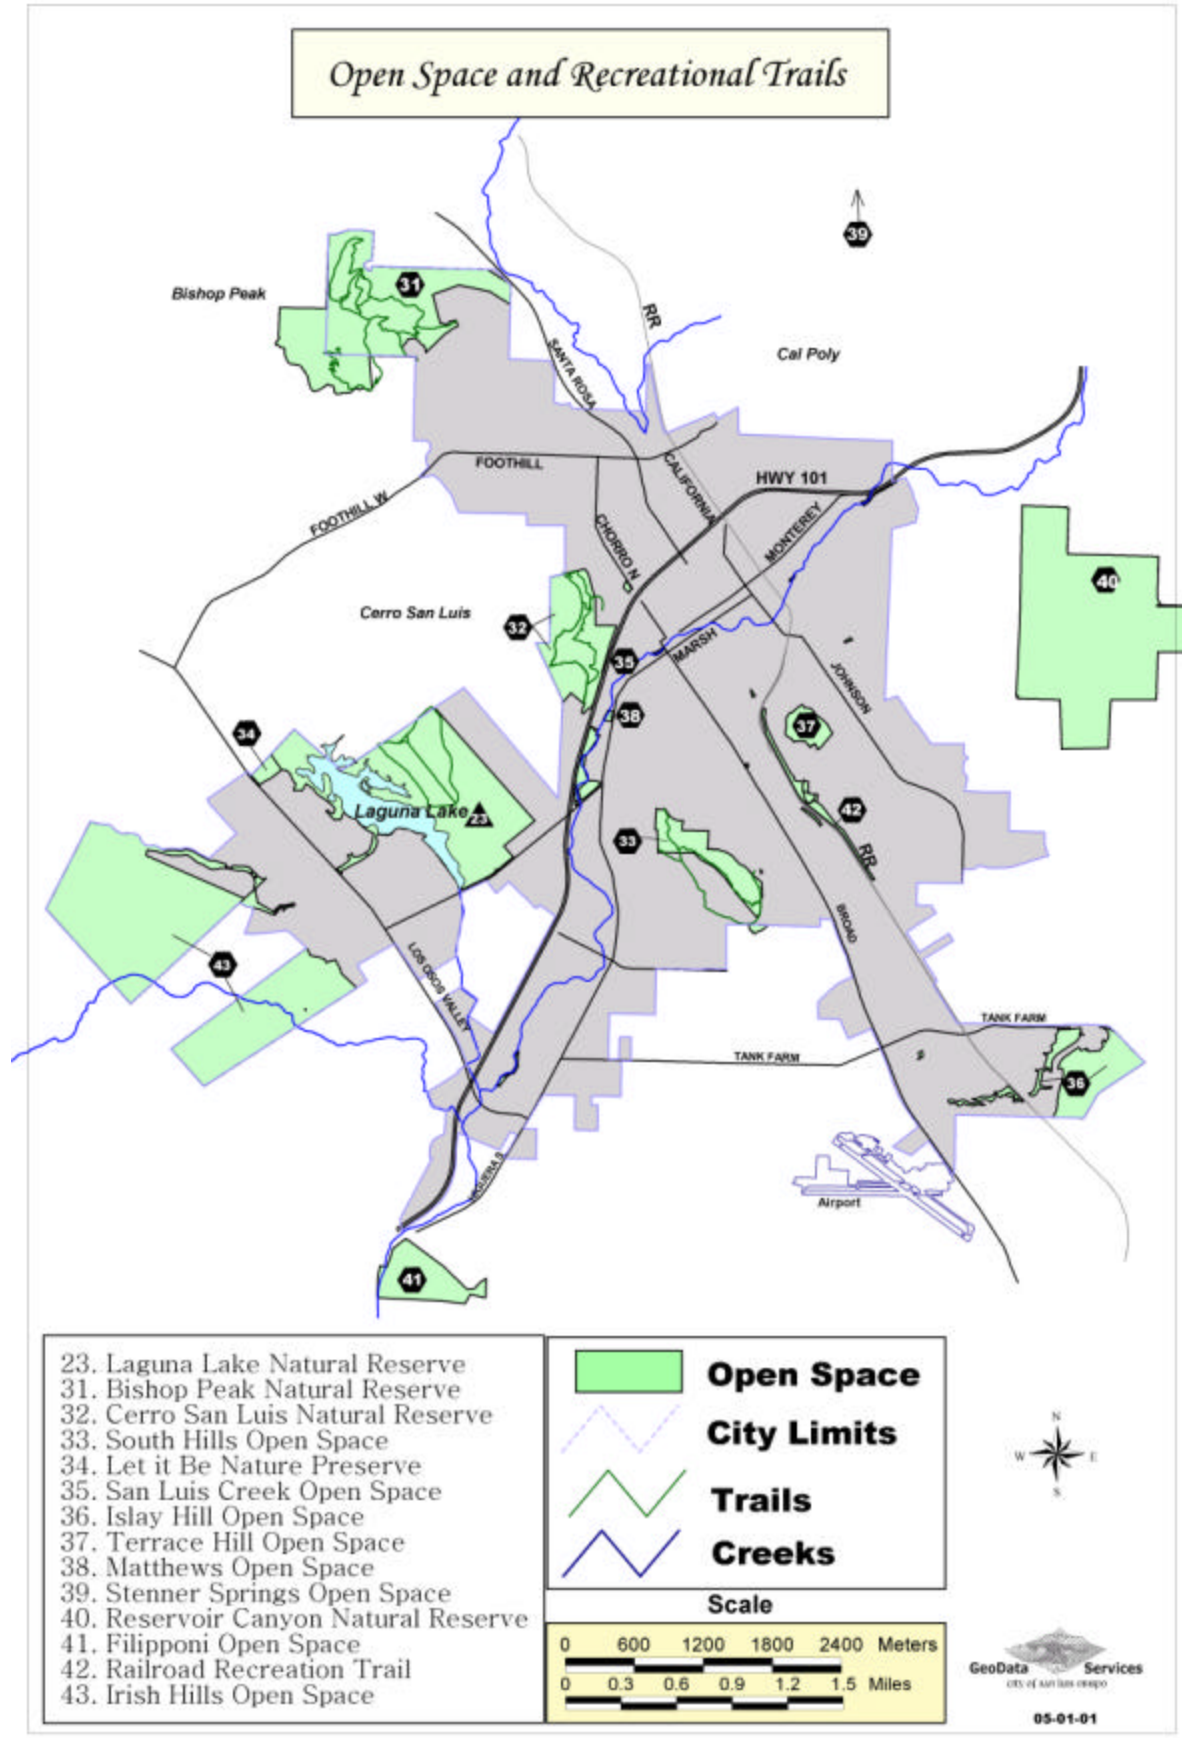 Open Space and Recreational Trails
39
31
Bishop Peak
RR
Cal Poly
SANTA ROSA
FOOTHILL
CALIFORNIA
HWY 101
FOOTHILL W
CHORRO N
MONTEREY
40
Cerro San Luis
32
MARSH
35
JOHNSON
38
37
34
Laguna Lake
23
42
33
RR
BROAD
43
LOS OSOS VALLEY
TANK FARM
TANK FARM
36
Airport
41
23. Laguna Lake Natural Reserve
31. Bishop Peak Natural Reserve
32. Cerro San Luis Natural Reserve
33. South Hills Open Space
34. Let it Be Nature Preserve
35. San Luis Creek Open Space
36. Islay Hill Open Space
37. Terrace Hill Open Space
38. Matthews Open Space
39. Stenner Springs Open Space
40. Reservoir Canyon Natural Reserve
41. Filipponi Open Space
42. Railroad Recreation Trail
43. Irish Hills Open Space
Open Space
City Limits
Trails
Creeks
Scale
0 600 1200 1800 2400 Meters
0 0.3 0.6 0.9 1.2 1.5 Miles
N
W E
S
GeoData Services
city of san luis obispo
05-01-01